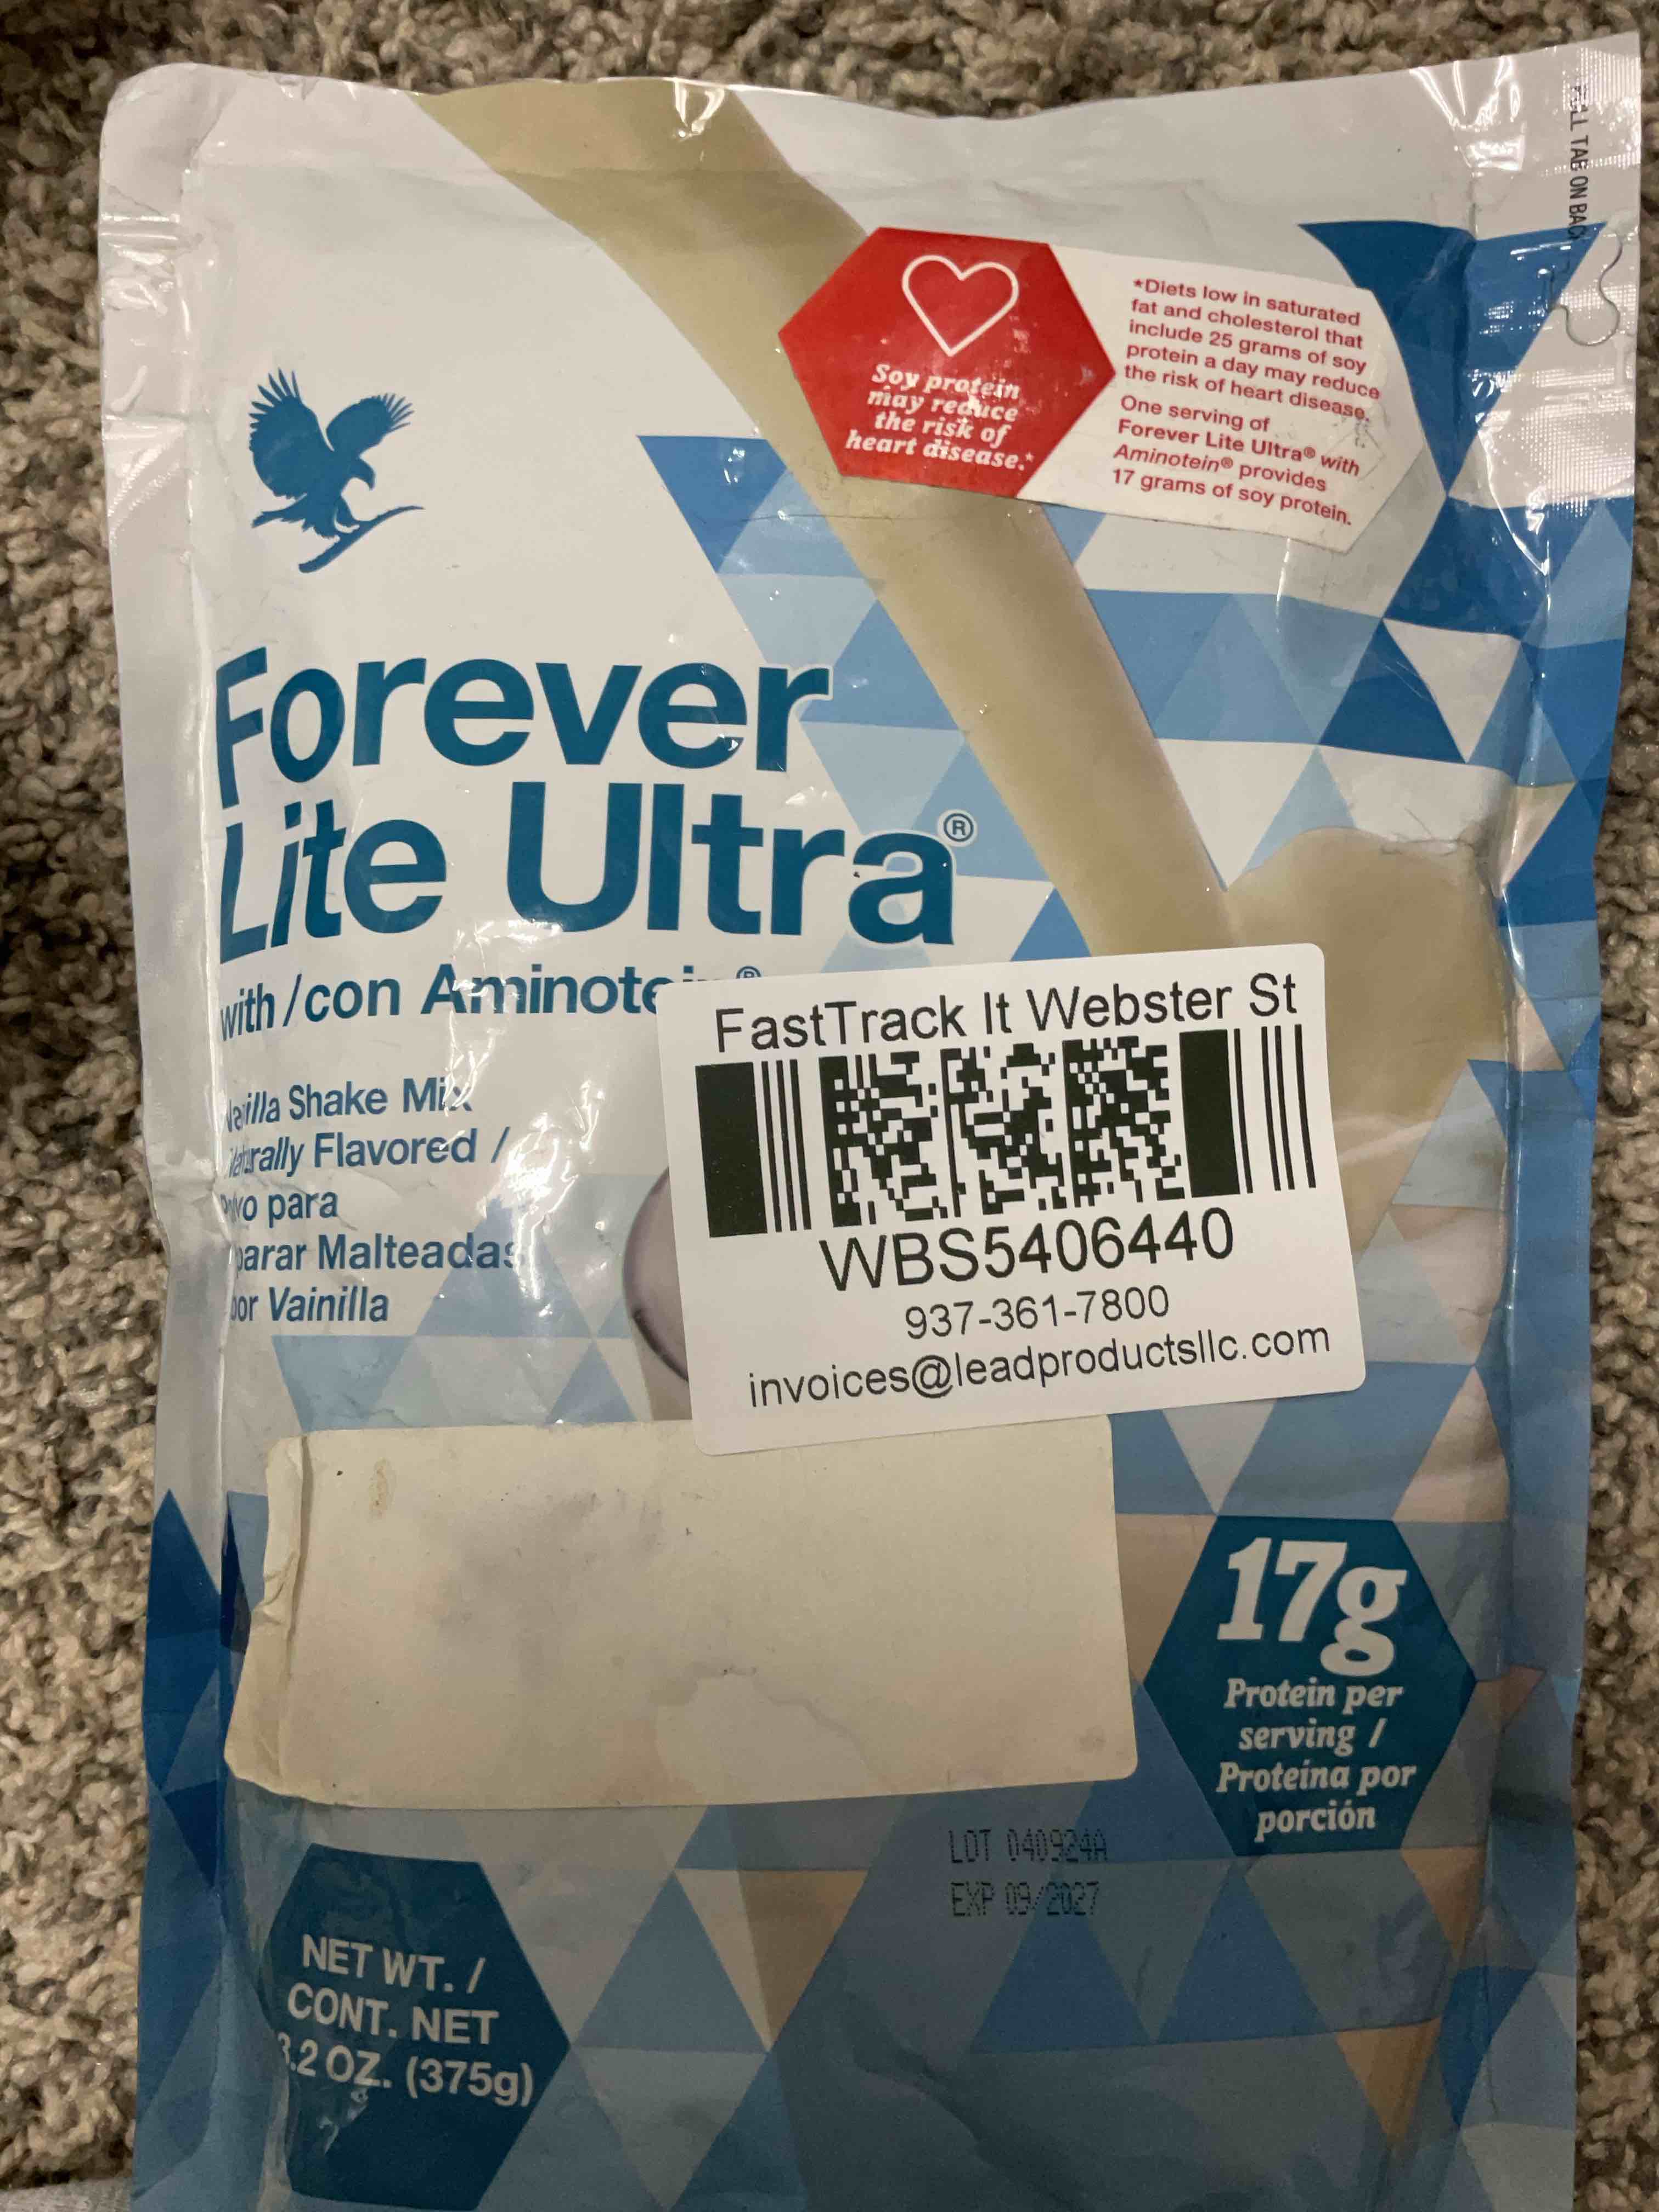 PULL TAB ON BACK
Soy protein
may reduce
the risk of
heart disease.*
*Diets low in saturated
fat and cholesterol that
include 25 grams of soy
protein a day may reduce
the risk of heart disease.
One serving of
Forever Lite Ultra® with
Aminotein® provides
17 grams of soy protein.
Forever
Lite Ultra®
with/con
Vanilla Shake Mix
Naturally Flavored /
para
Malteadas
Vainilla
FastTrack It Webster St
WBS5406440
937-361-7800
invoices@leadproductsllc.com
17g
Protein per
serving /
Proteína por
porción
LOT 040924A
EXP 09/2027
NET WT. /
CONT. NET
OZ. (375g)